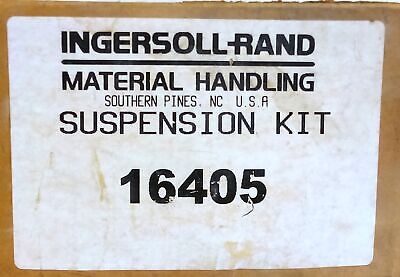 INGERSOLL-RAND
MATERIAL HANDLING
SOUTHERN PINES, NC U.S.A
SUSPENSION KIT
16405